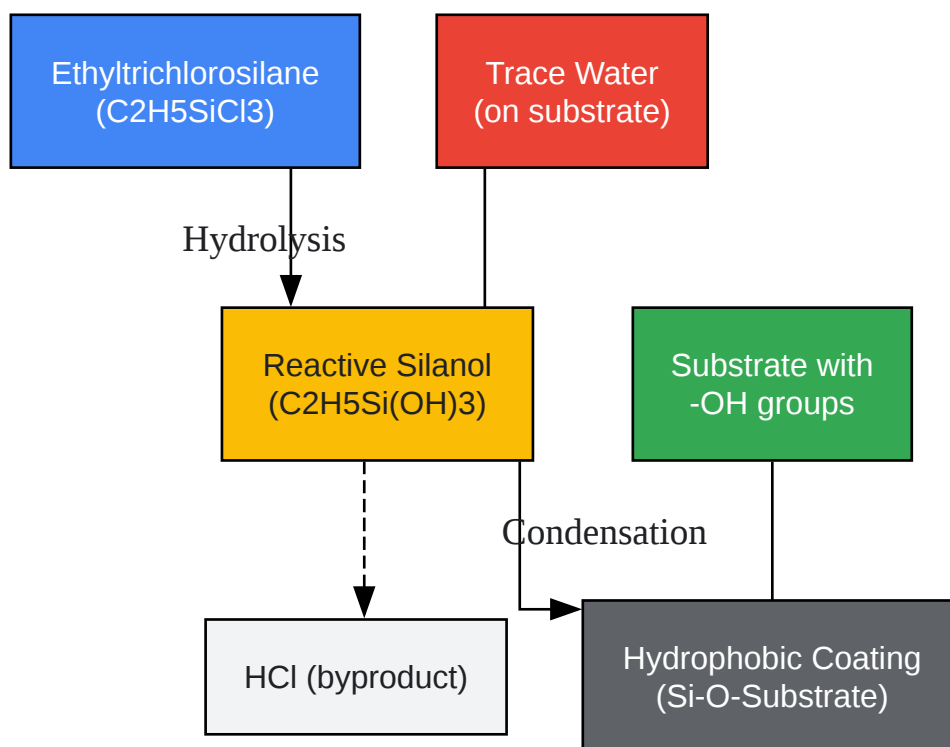 Ethyltrichlorosilane
(C2H5SiCl3)
Trace Water
(on substrate)
Hydrolysis
Reactive Silanol
(C2H5Si(OH)3)
Substrate with
-OH groups
Condensation
HCl (byproduct)
Hydrophobic Coating
(Si-O-Substrate)